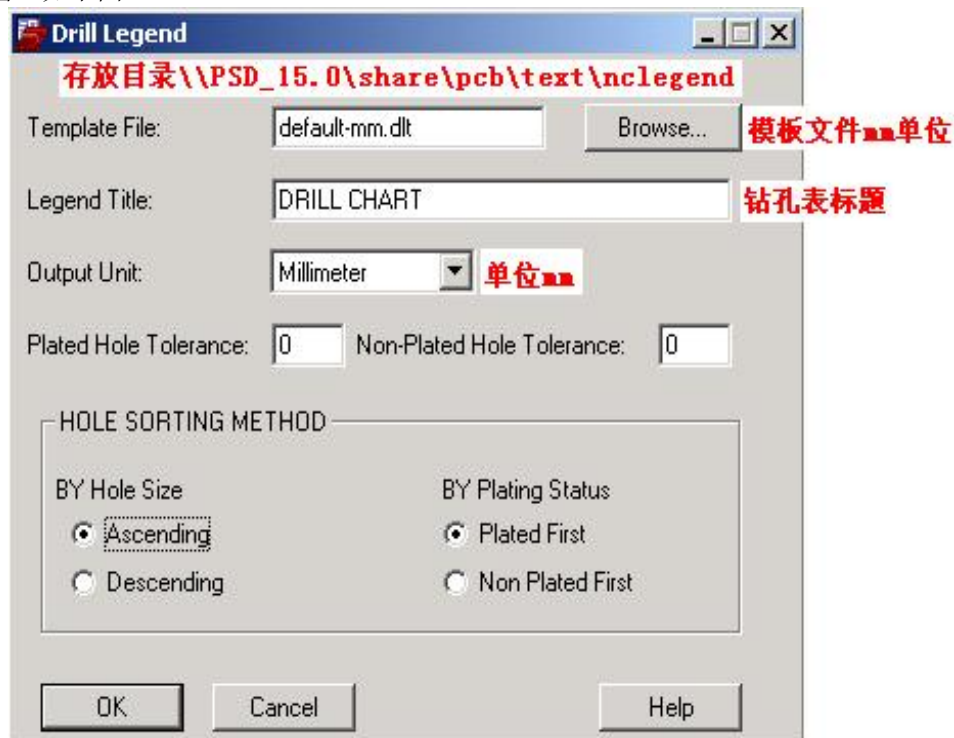 Drill Legend
存放目录\\PSD_15.0\share\pcb\text\nclegend
Template File: default-mm.dlt Browse... 模板文件mm单位
Legend Title: DRILL CHART 钻孔表标题
Output Unit: Millimeter 单位mm
Plated Hole Tolerance: 0 Non-Plated Hole Tolerance: 0
HOLE SORTING METHOD
BY Hole Size BY Plating Status
Ascending Plated First
Descending Non Plated First
OK Cancel Help